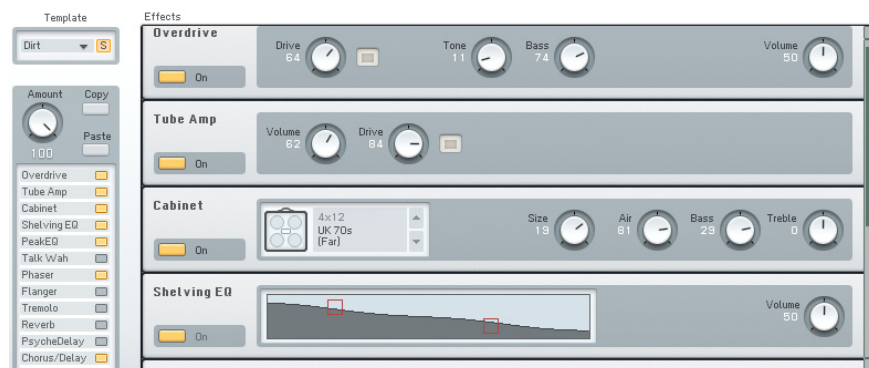 Template
Effects
Dirt
S
Amount
Copy
Paste
100
Overdrive
Tube Amp
Cabinet
Shelving EQ
PeakEQ
Talk Wah
Phaser
Flanger
Tremolo
Reverb
PsycheDelay
Chorus/Delay
Overdrive
On
Drive
64
Tone
11
Bass
74
Volume
50
Tube Amp
On
Volume
62
Drive
84
Cabinet
On
4x12
UK 70s
(Far)
Size
19
Air
81
Bass
29
Treble
0
Shelving EQ
On
Volume
50